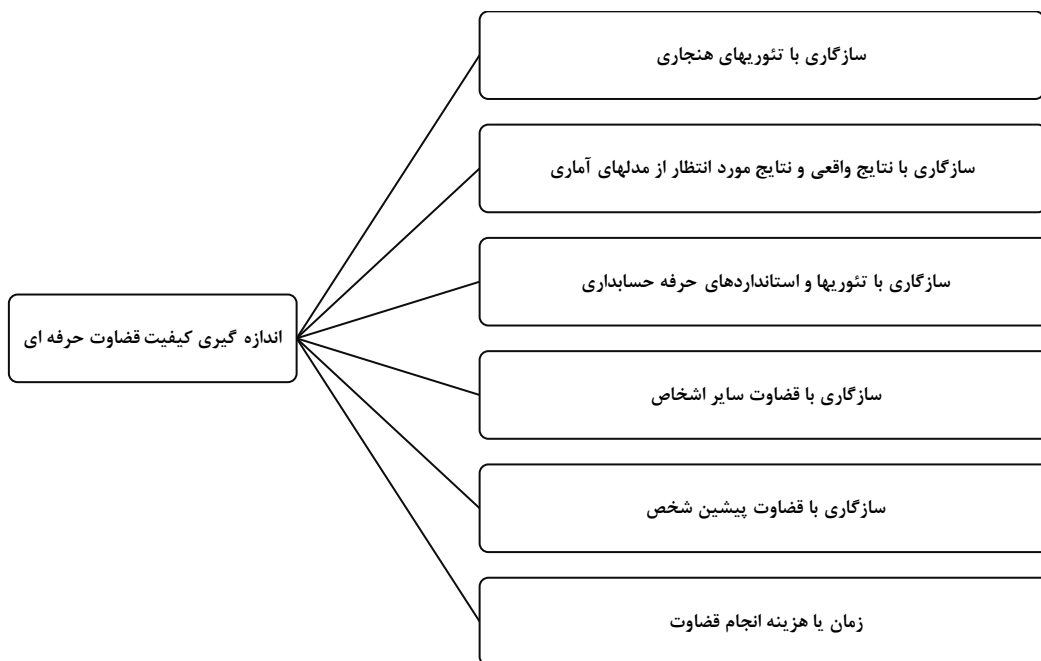 سازگاری با تئوریهای هنجاری
سازگاری با نتایج واقعی و نتایج مورد انتظار از مدلهای آماری
سازگاری با تئوریها و استانداردهای حرفه حسابداری
اندازه گیری کیفیت قضاوت حرفه ای
سازگاری با قضاوت سایر اشخاص
سازگاری با قضاوت پیشین شخص
زمان یا هزینه انجام قضاوت